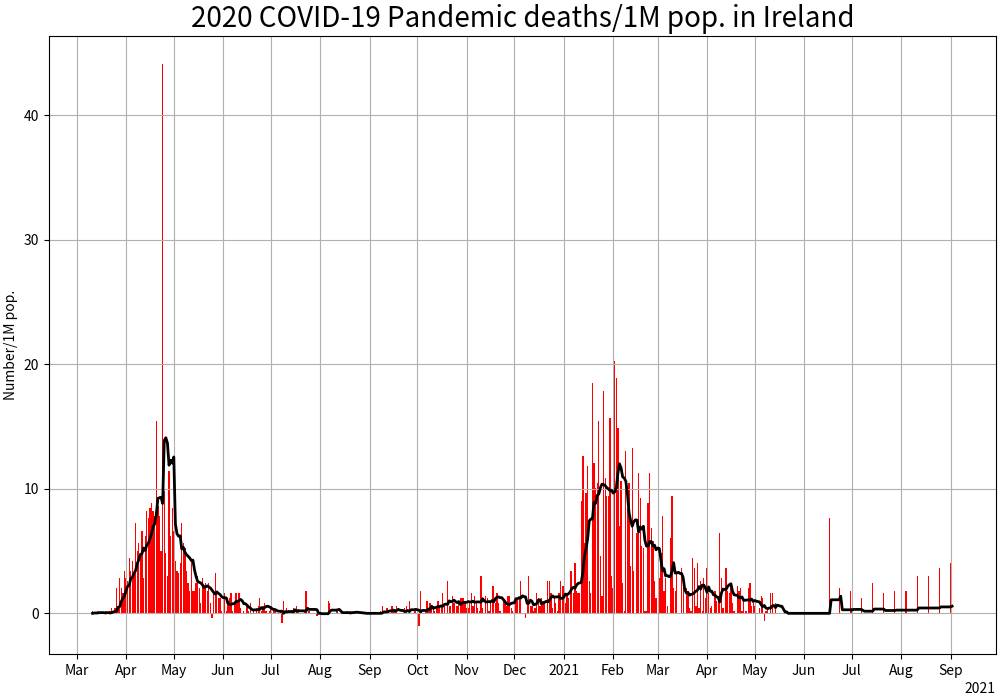 2020 COVID-19 Pandemic deaths/1M pop. in Ireland
Number/1M pop.
40
30
20
10
0
Mar Apr May Jun Jul Aug Sep Oct Nov Dec 2021 Feb Mar Apr May Jun Jul Aug Sep
2021